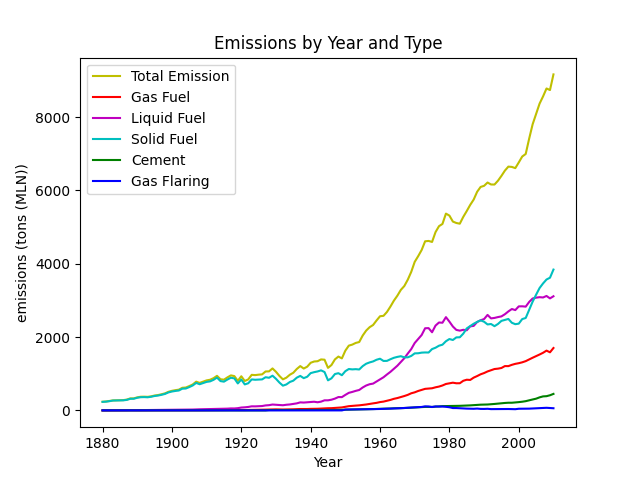 Emissions by Year and Type
Total Emission
Gas Fuel
Liquid Fuel
Solid Fuel
Cement
Gas Flaring
emissions (tons (MLN))
8000
6000
4000
2000
0
1880 1900 1920 1940 1960 1980 2000
Year